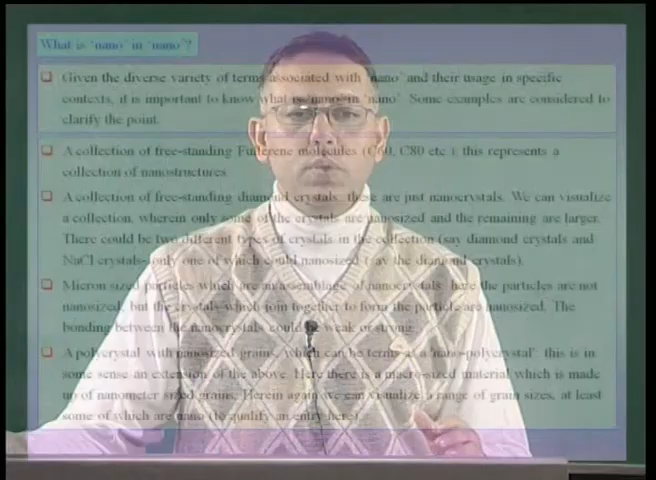 What is 'nano' in 'nano'?
Given the diverse variety of terms associated with 'nano' and their usage in specific
contexts, it is important to know what is 'nano' in 'nano'. Some examples are considered to
clarify the point.
A collection of free-standing Fullerene molecules (C60, C80 etc.): this represents a
collection of nanostructures.
A collection of free-standing diamond crystals: these are just nanocrystals. We can visualize
a collection, wherein only some of the crystals are nanosized and the remaining are larger.
There could be two different types of crystals in the collection (say diamond crystals and
NaCl crystals- only one of which could nanosized (say the diamond crystals).
Micron sized particles which are an assemblage of nanocrystals: here the particles are not
nanosized, but the crystals which join together to form the particle are nanosized. The
bonding between the nanocrystals could be weak or strong.
A polycrystal with nanosized grains, which can be termed a 'nano-polycrystal': this is in
some sense an extension of the above. Here there is a macro-sized material which is made
up of nanometer sized grains. Herein again we can visualize a range of grain sizes, at least
some of which are nano (to qualify an entry here).